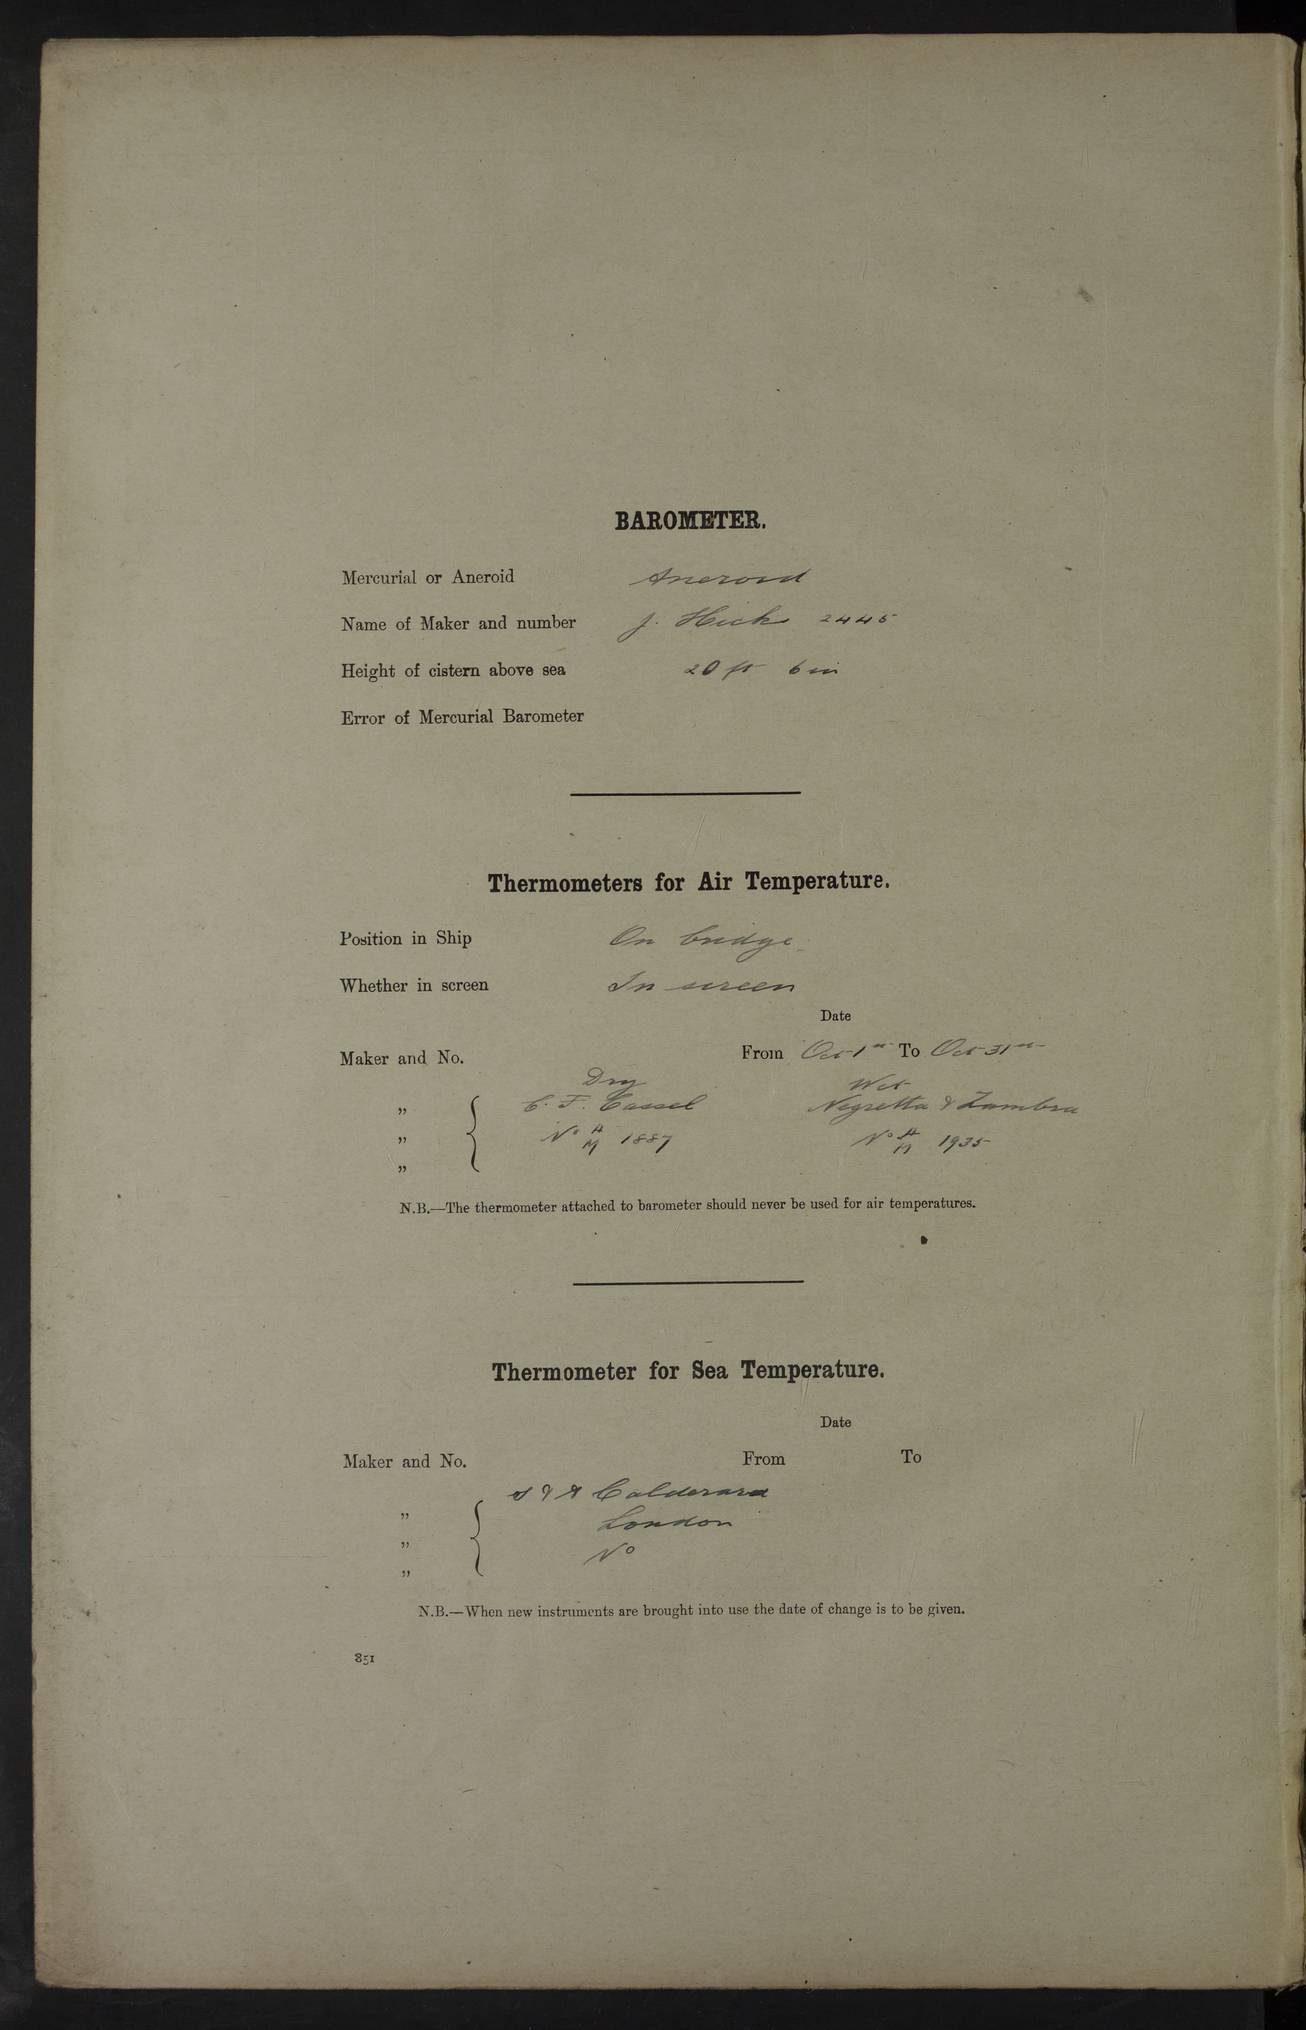 BAROMETER.
Mercurial or Aneroid Aneroid
Name of Maker and number J. Hicks 2445
Height of cistern above sea 20 ft 6 in
Error of Mercurial Barometer
Thermometers for Air Temperature.
Position in Ship On bridge.
Whether in screen In screen
Date
Maker and No. From Oct 1st To Oct 31st
Dry Wet
„ C. F. Cassel Negretta & Zambra
„ No A/M 1887 No A/M 1935
„
N.B.—The thermometer attached to barometer should never be used for air temperatures.
Thermometer for Sea Temperature.
Date
Maker and No. From To
S & A Calderara
„ London
„ No
„
N.B.—When new instruments are brought into use the date of change is to be given.
851